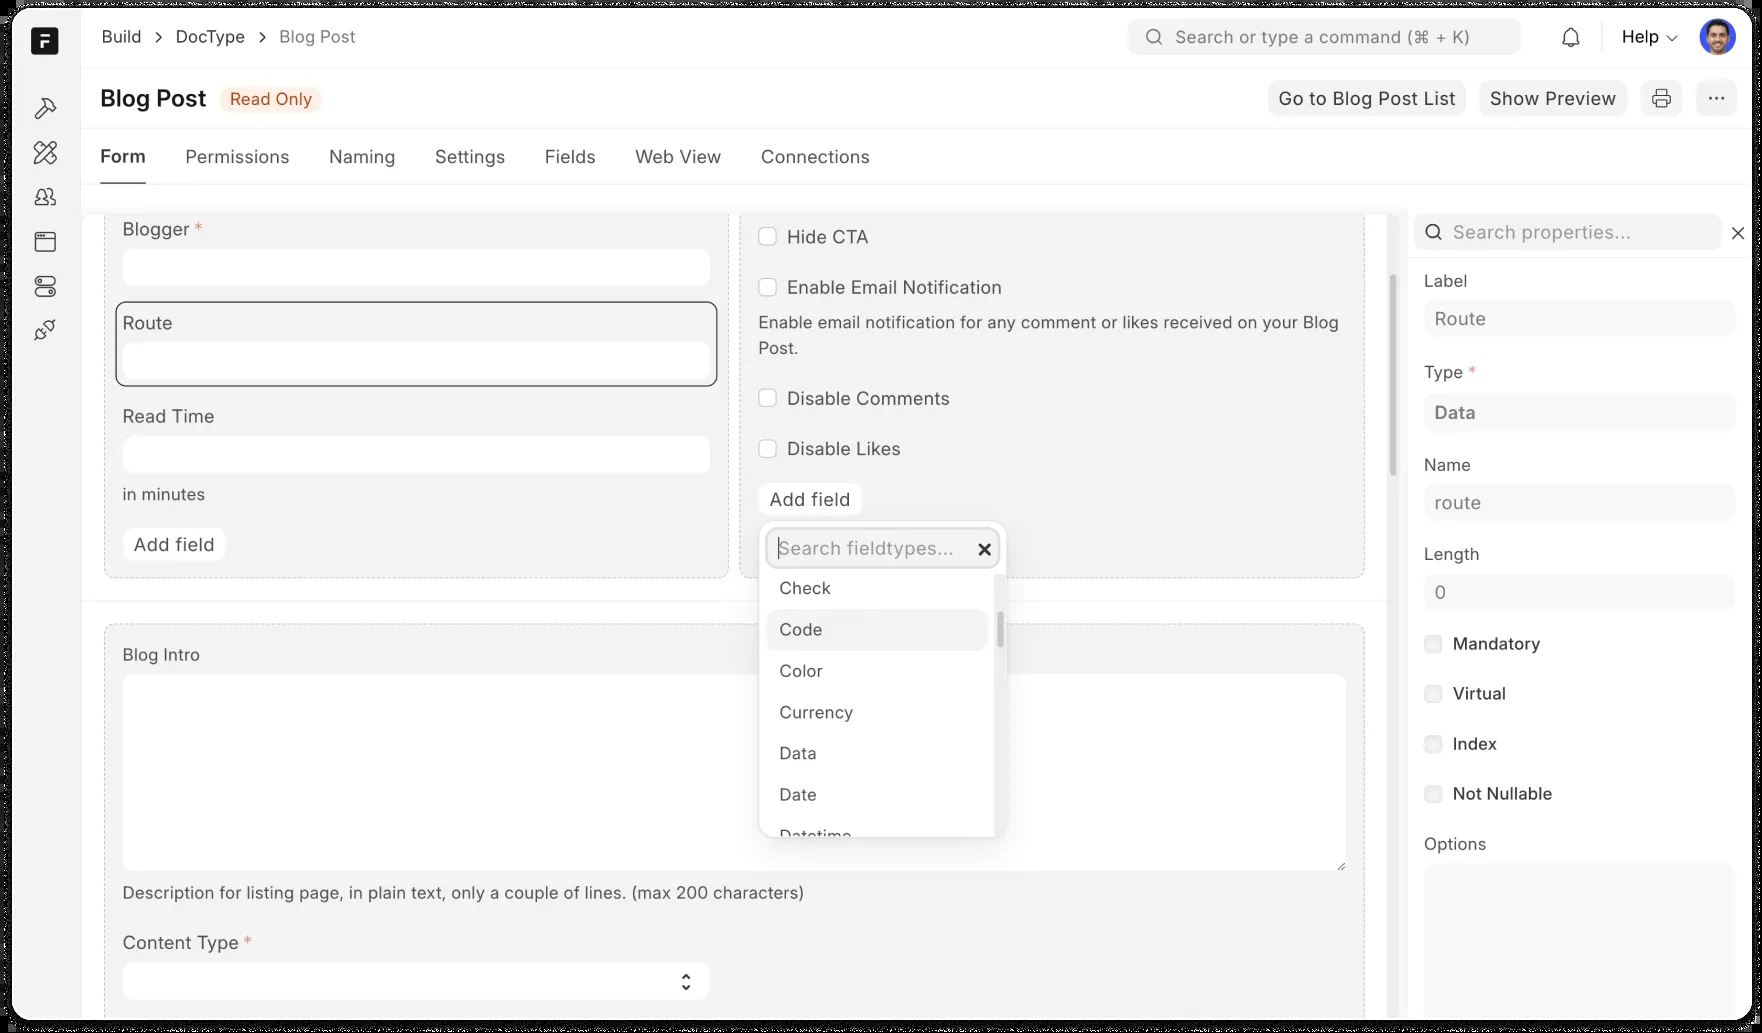 F
Build > DocType > Blog Post
Search or type a command (⌘ + K)
Help
Blog Post
Read Only
Go to Blog Post List
Show Preview
Form
Permissions
Naming
Settings
Fields
Web View
Connections
Blogger *
Route
Read Time
in minutes
Add field
Hide CTA
Enable Email Notification
Enable email notification for any comment or likes received on your Blog
Post.
Disable Comments
Disable Likes
Add field
Search fieldtypes...
Check
Code
Color
Currency
Data
Date
Datetime
Blog Intro
Description for listing page, in plain text, only a couple of lines. (max 200 characters)
Content Type *
Search properties...
Label
Route
Type *
Data
Name
route
Length
0
Mandatory
Virtual
Index
Not Nullable
Options